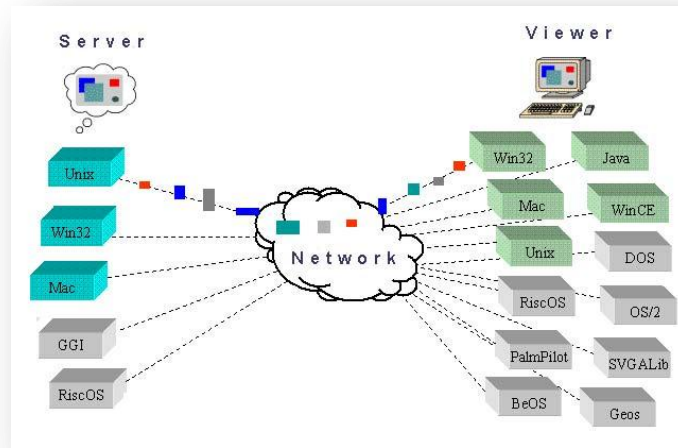 Server
Viewer
Unix
Win32
Mac
GGI
RiscOS
Network
Win32
Java
Mac
WinCE
Unix
DOS
RiscOS
OS/2
PalmPilot
SVGALib
BeOS
Geos